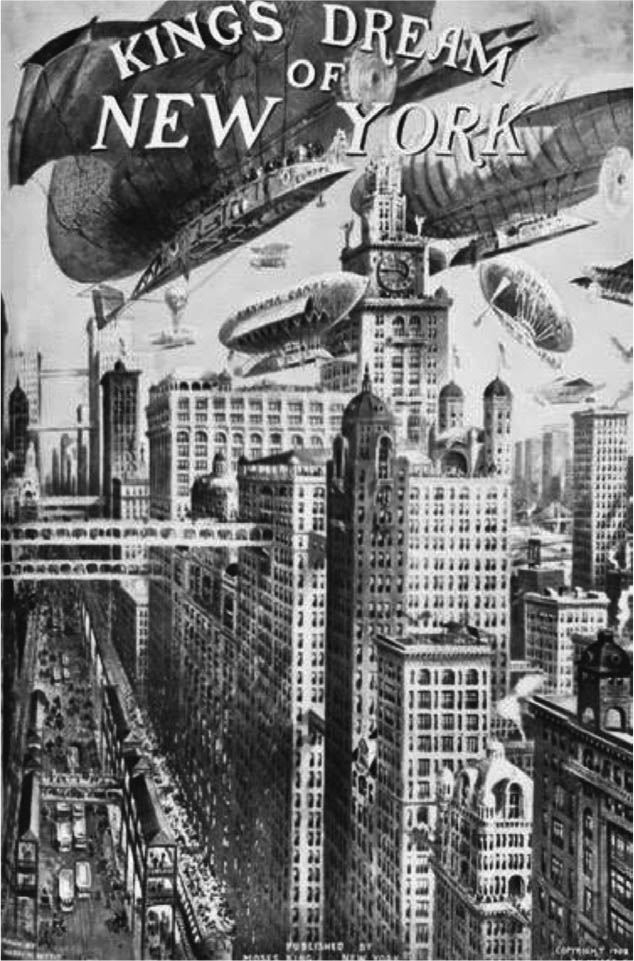 KING'S DREAM
OF
NEW YORK
PUBLISHED BY
MOSES KING NEW YORK
COPYRIGHT 1908